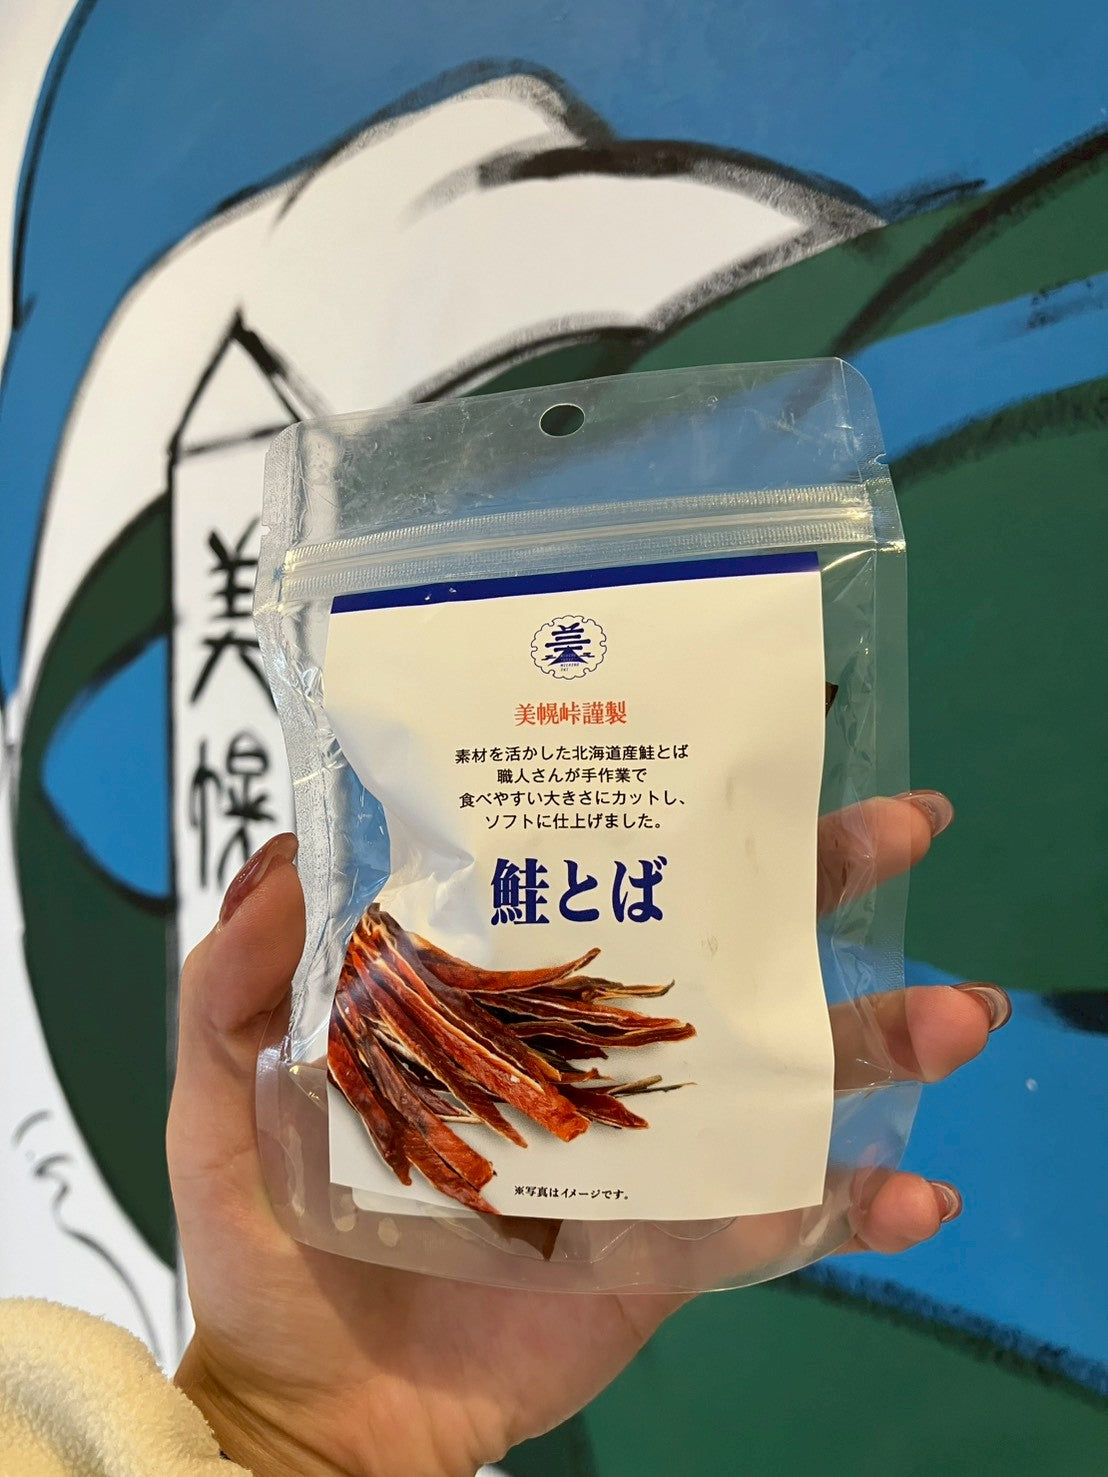 美幌
美
美幌峠謹製
素材を活かした北海道産鮭とば
職人さんが手作業で
食べやすい大きさにカットし、
ソフトに仕上げました。
鮭とば
※写真はイメージです。